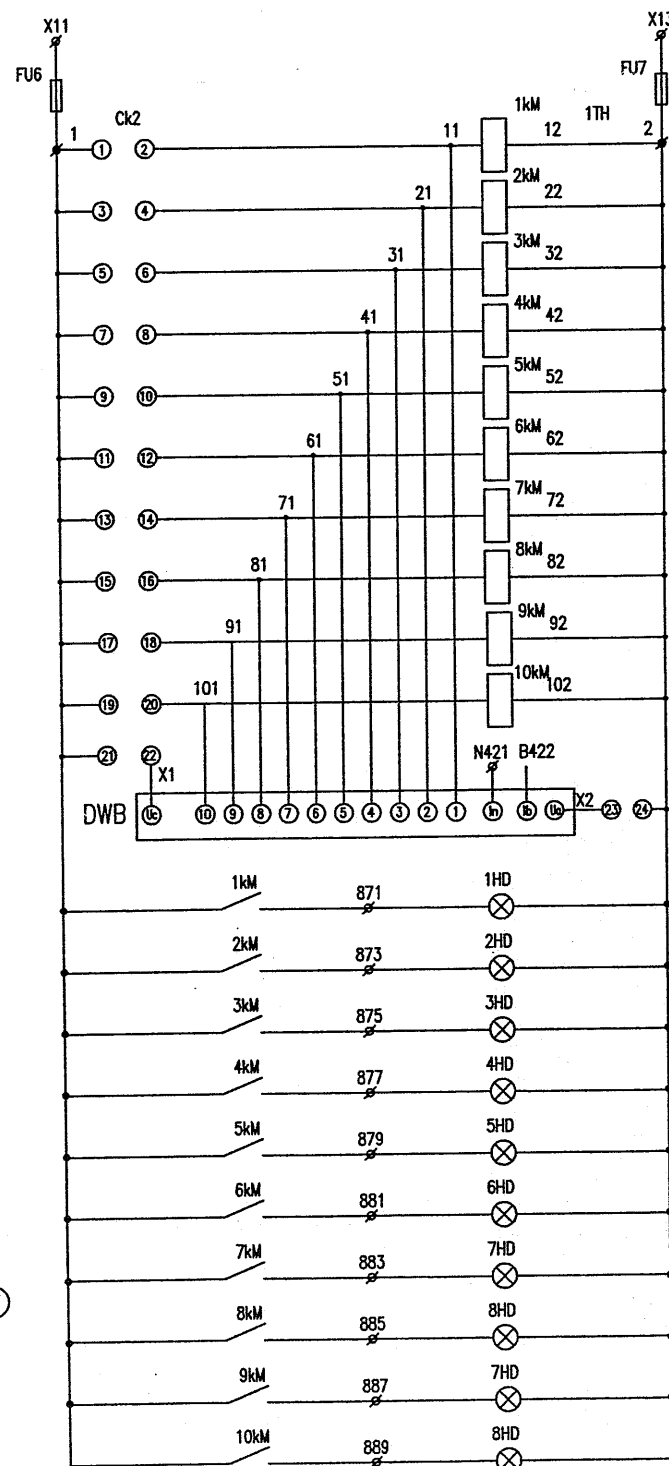 X11 X13
FU6 FU7
Ck2 1kM 1TH
1 1 2 11 12 2
2kM
3 4 21 22
3kM
5 6 31 32
4kM
7 8 41 42
5kM
9 10 51 52
6kM
11 12 61 62
7kM
13 14 71 72
8kM
15 16 81 82
9kM
17 18 91 92
10kM
19 20 101 102
21 22 N421 B422
X1 X2
DWB Uc 10 9 8 7 6 5 4 3 2 1 In Ib Ua 23 24
1kM 871 1HD
2kM 873 2HD
3kM 875 3HD
4kM 877 4HD
5kM 879 5HD
6kM 881 6HD
7kM 883 7HD
8kM 885 8HD
9kM 887 7HD
10kM 889 8HD